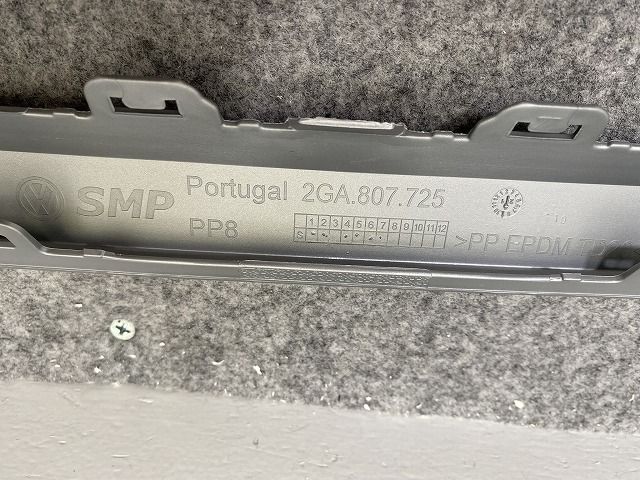 SMP Portugal 2GA.807.725
PP8
1 2 3 4 5 6 7 8 9 10 11 12
>PP EPDM